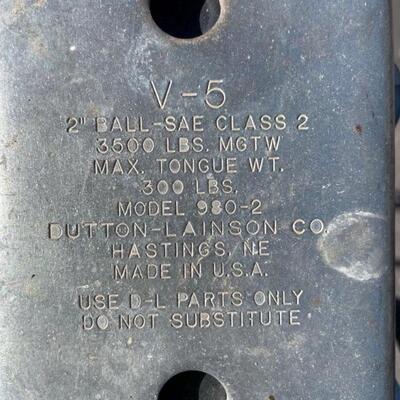 V-5
2" BALL-SAE CLASS 2
3500 LBS. MGTW
MAX. TONGUE WT.
300 LBS.
MODEL 980-2
DUTTON-LAINSON CO.
HASTINGS, NE
MADE IN U.S.A.
USE D-L PARTS ONLY
DO NOT SUBSTITUTE